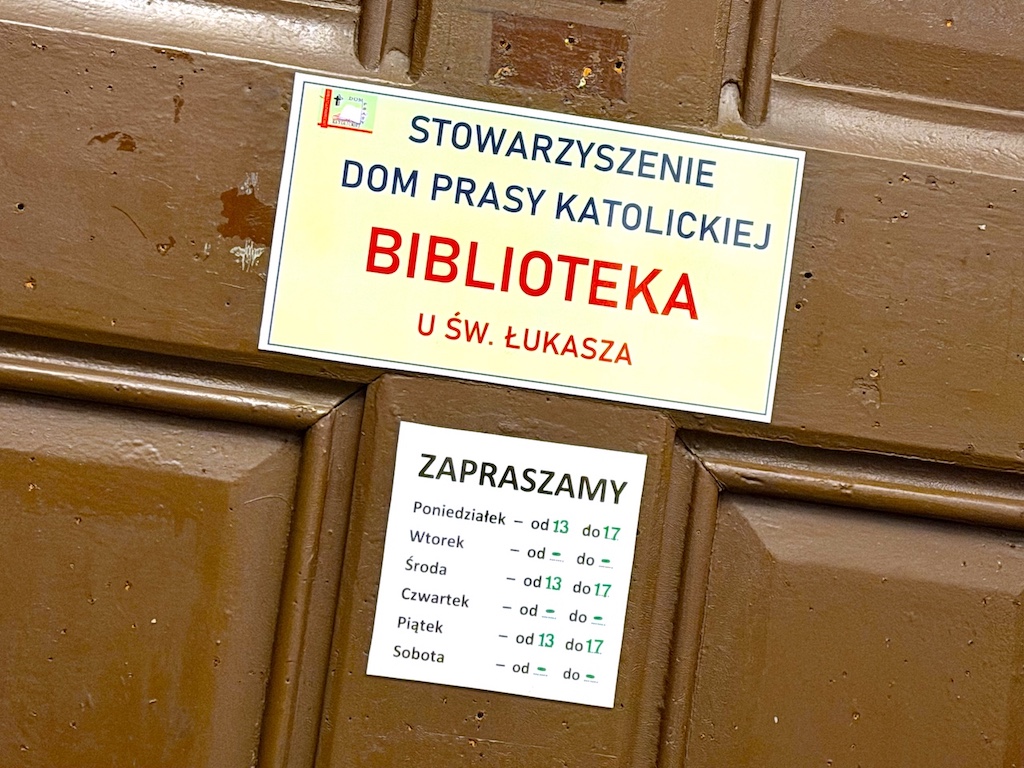 DOM
STOWARZYSZENIE
DOM PRASY KATOLICKIEJ
BIBLIOTEKA
U ŚW. ŁUKASZA
ZAPRASZAMY
Poniedziałek – od 13 do 17
Wtorek – od - do -
Środa – od 13 do 17
Czwartek – od - do -
Piątek – od 13 do 17
Sobota – od - do -